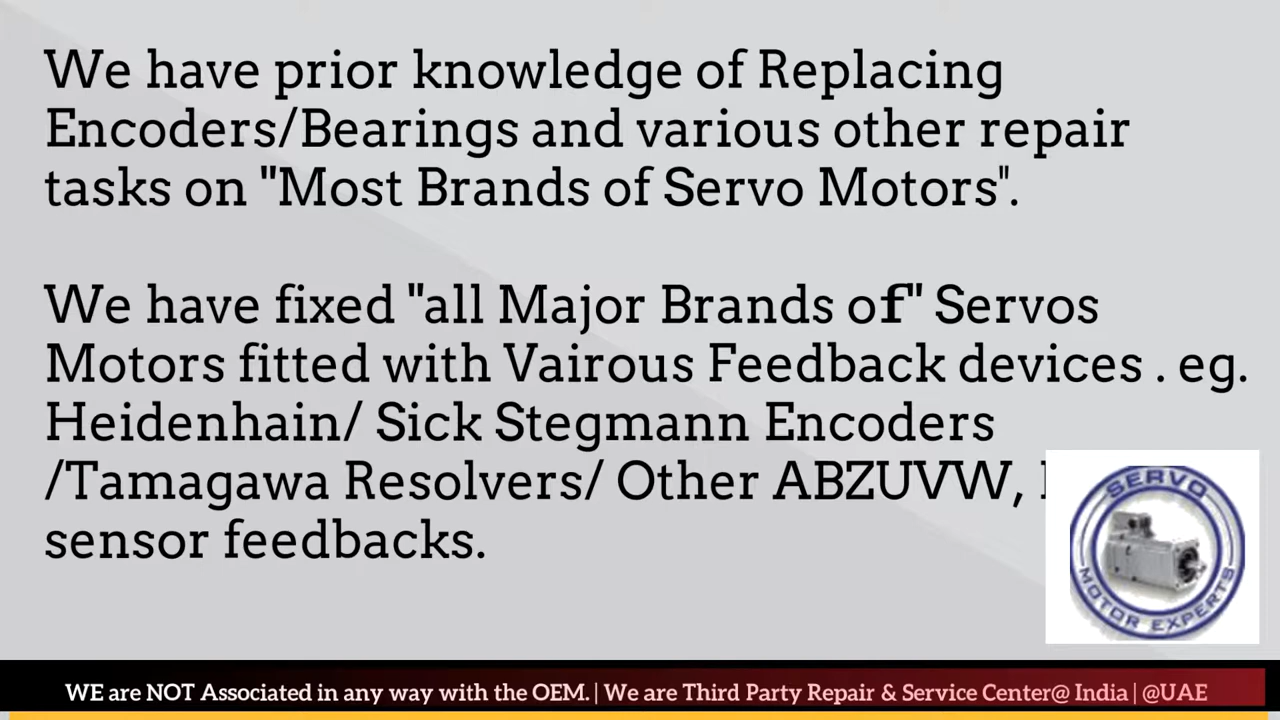 We have prior knowledge of Replacing
Encoders/Bearings and various other repair
tasks on "Most Brands of Servo Motors".
We have fixed "all Major Brands of" Servos
Motors fitted with Vairous Feedback devices . eg.
Heidenhain/ Sick Stegmann Encoders
/Tamagawa Resolvers/ Other ABZUVW,
sensor feedbacks.
SERVO
MOTOR EXPERTS
WE are NOT Associated in any way with the OEM. | We are Third Party Repair & Service Center@ India | @UAE